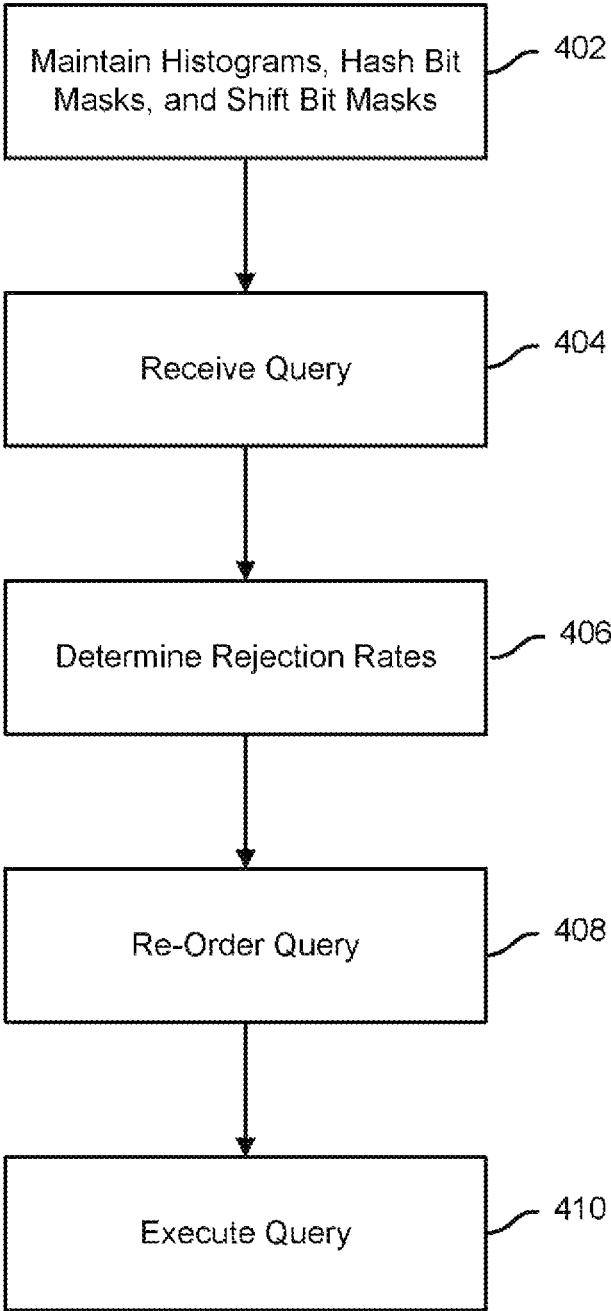 Maintain Histograms, Hash Bit
Masks, and Shift Bit Masks
402
Receive Query
404
Determine Rejection Rates
406
Re-Order Query
408
Execute Query
410